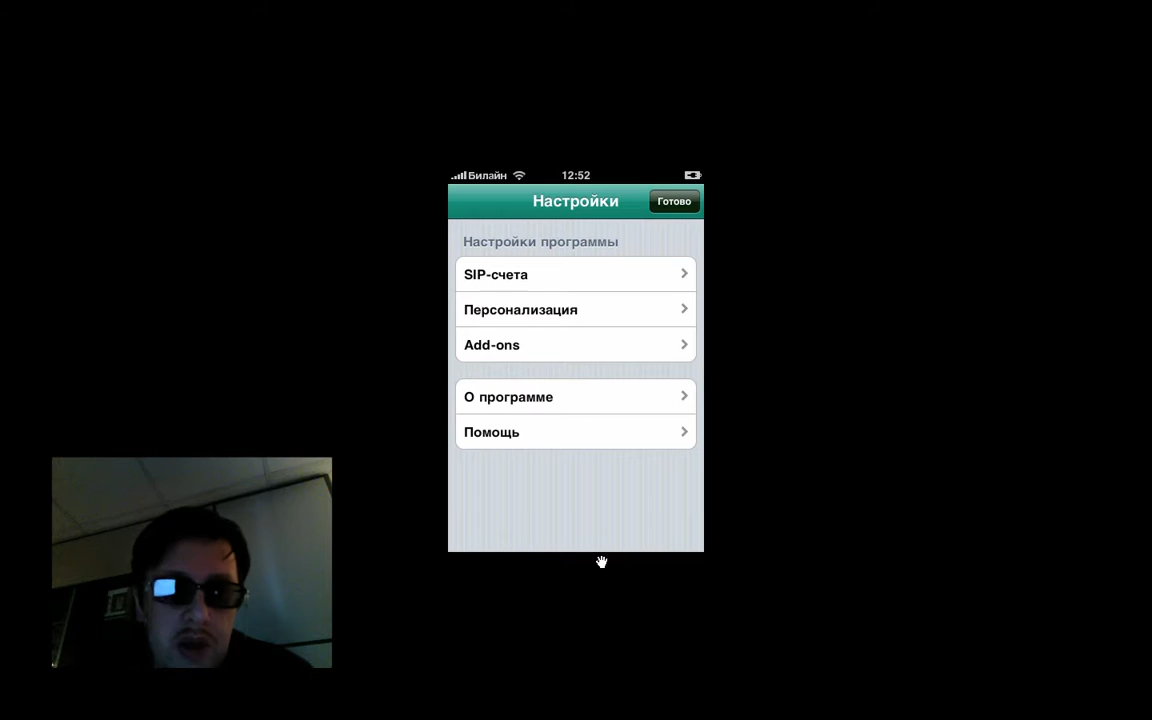 Билайн 12:52
Настройки Готово
Настройки программы
SIP-счета
Персонализация
Add-ons
О программе
Помощь